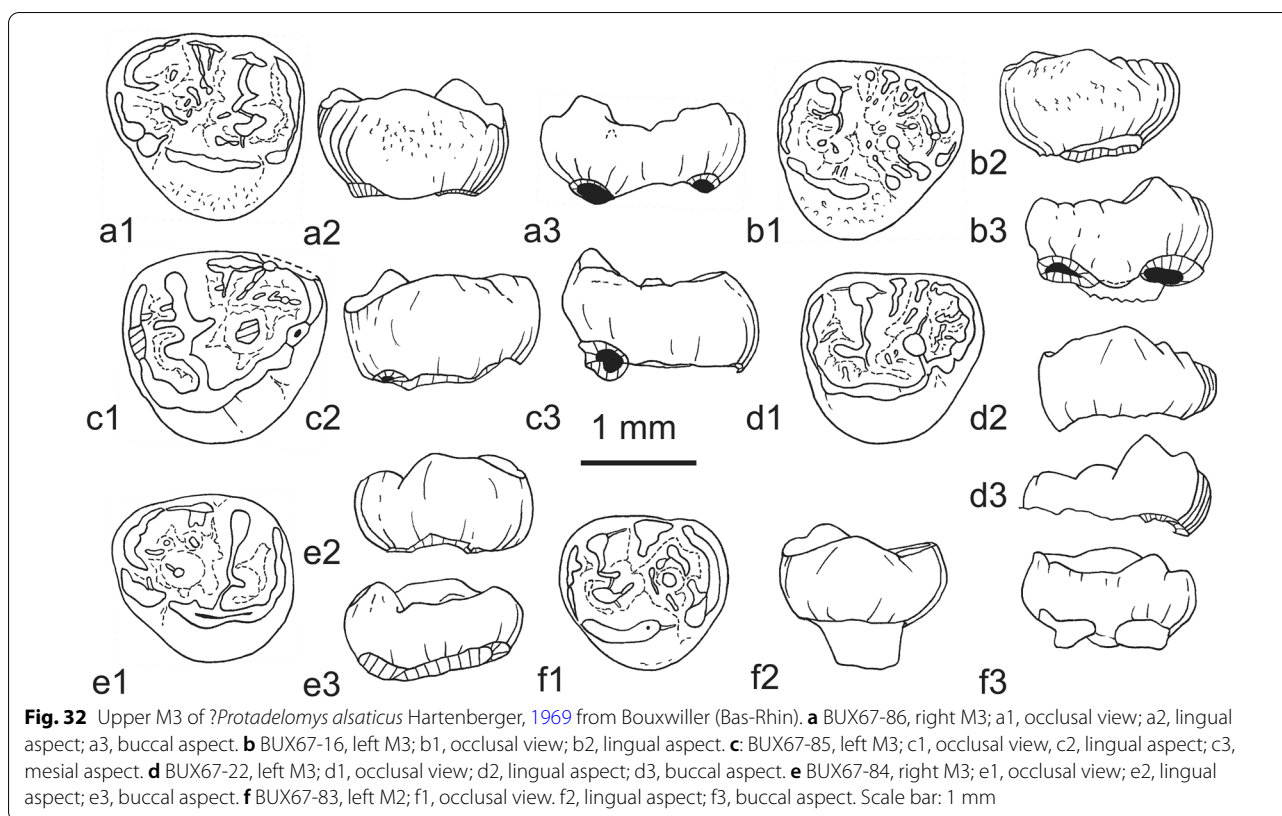 a1
a2
a3
b1
b2
b3
c1
c2
c3
1 mm
d1
d2
d3
e1
e2
e3
f1
f2
f3
Fig. 32 Upper M3 of ?Protadelomys alsaticus Hartenberger, 1969 from Bouxwiller (Bas-Rhin). a BUX67-86, right M3; a1, occlusal view; a2, lingual
aspect; a3, buccal aspect. b BUX67-16, left M3; b1, occlusal view; b2, lingual aspect. c: BUX67-85, left M3; c1, occlusal view, c2, lingual aspect; c3,
mesial aspect. d BUX67-22, left M3; d1, occlusal view; d2, lingual aspect; d3, buccal aspect. e BUX67-84, right M3; e1, occlusal view; e2, lingual
aspect; e3, buccal aspect. f BUX67-83, left M2; f1, occlusal view. f2, lingual aspect; f3, buccal aspect. Scale bar: 1 mm